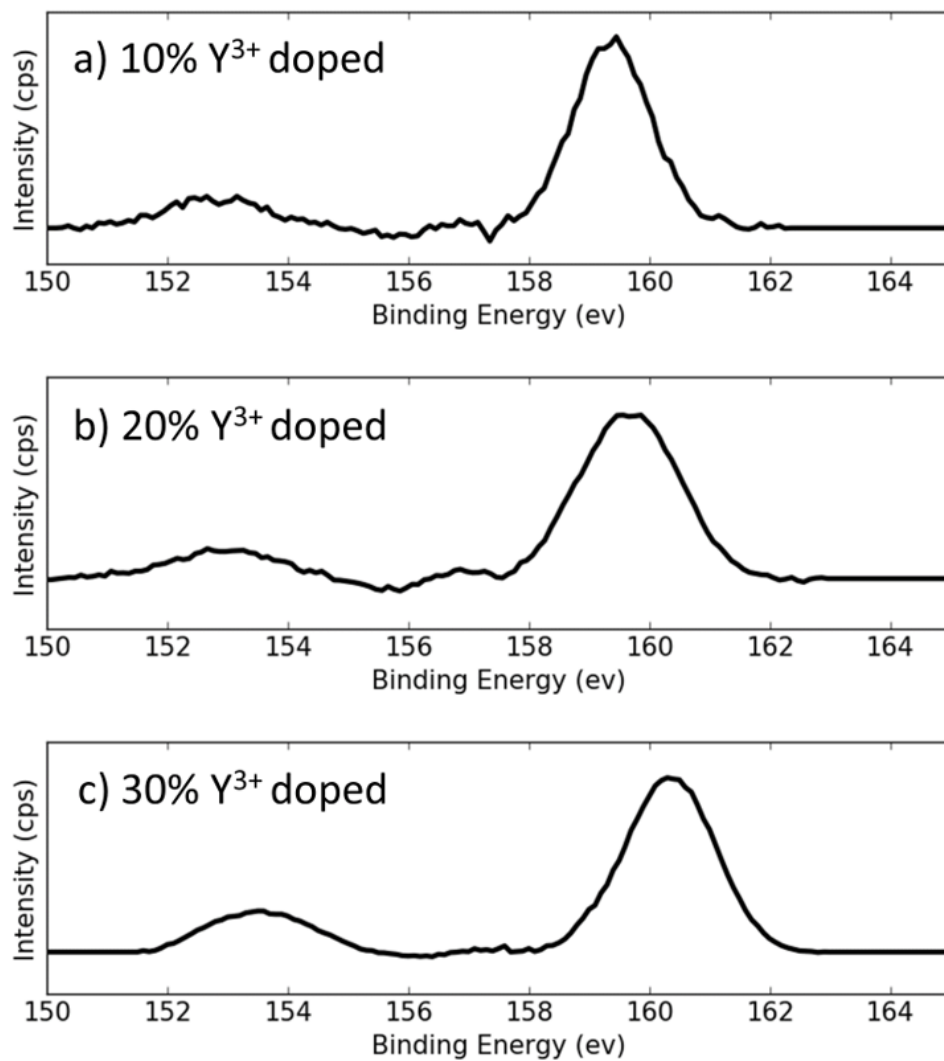 a) 10% Y³⁺ doped
Intensity (cps)
150 152 154 156 158 160 162 164
Binding Energy (ev)
b) 20% Y³⁺ doped
Intensity (cps)
150 152 154 156 158 160 162 164
Binding Energy (ev)
c) 30% Y³⁺ doped
Intensity (cps)
150 152 154 156 158 160 162 164
Binding Energy (ev)